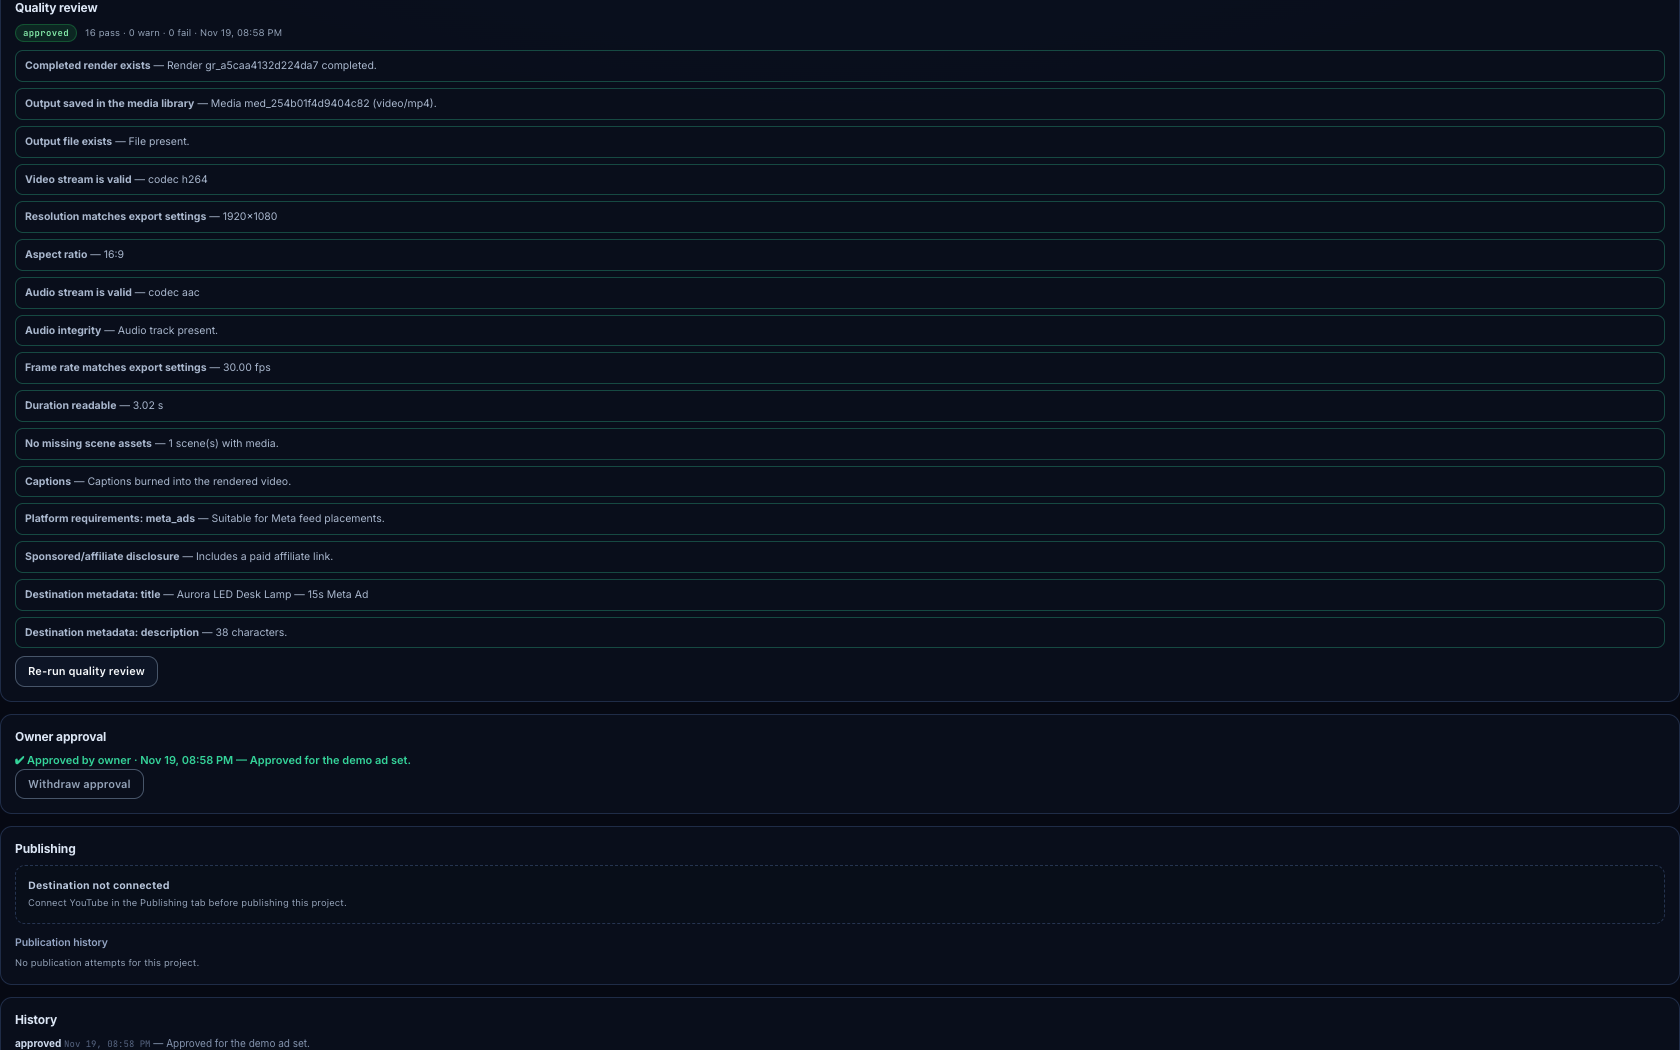 Quality review
approved 16 pass · 0 warn · 0 fail · Nov 19, 08:58 PM
Completed render exists — Render gr_a5caa4132d224da7 completed.
Output saved in the media library — Media med_254b01f4d9404c82 (video/mp4).
Output file exists — File present.
Video stream is valid — codec h264
Resolution matches export settings — 1920×1080
Aspect ratio — 16:9
Audio stream is valid — codec aac
Audio integrity — Audio track present.
Frame rate matches export settings — 30.00 fps
Duration readable — 3.02 s
No missing scene assets — 1 scene(s) with media.
Captions — Captions burned into the rendered video.
Platform requirements: meta_ads — Suitable for Meta feed placements.
Sponsored/affiliate disclosure — Includes a paid affiliate link.
Destination metadata: title — Aurora LED Desk Lamp — 15s Meta Ad
Destination metadata: description — 38 characters.
Re-run quality review
Owner approval
✔ Approved by owner · Nov 19, 08:58 PM — Approved for the demo ad set.
Withdraw approval
Publishing
Destination not connected
Connect YouTube in the Publishing tab before publishing this project.
Publication history
No publication attempts for this project.
History
approved Nov 19, 08:58 PM — Approved for the demo ad set.